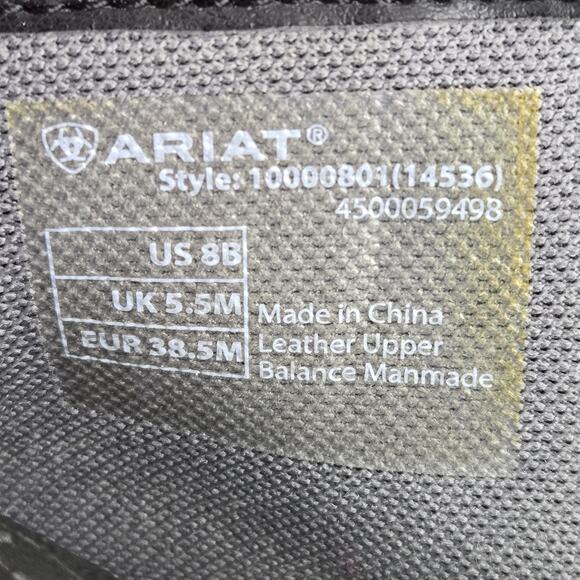 ARIAT®
Style: 10000801(14536)
4500059498
US 8B
UK 5.5M
EUR 38.5M
Made in China
Leather Upper
Balance Manmade